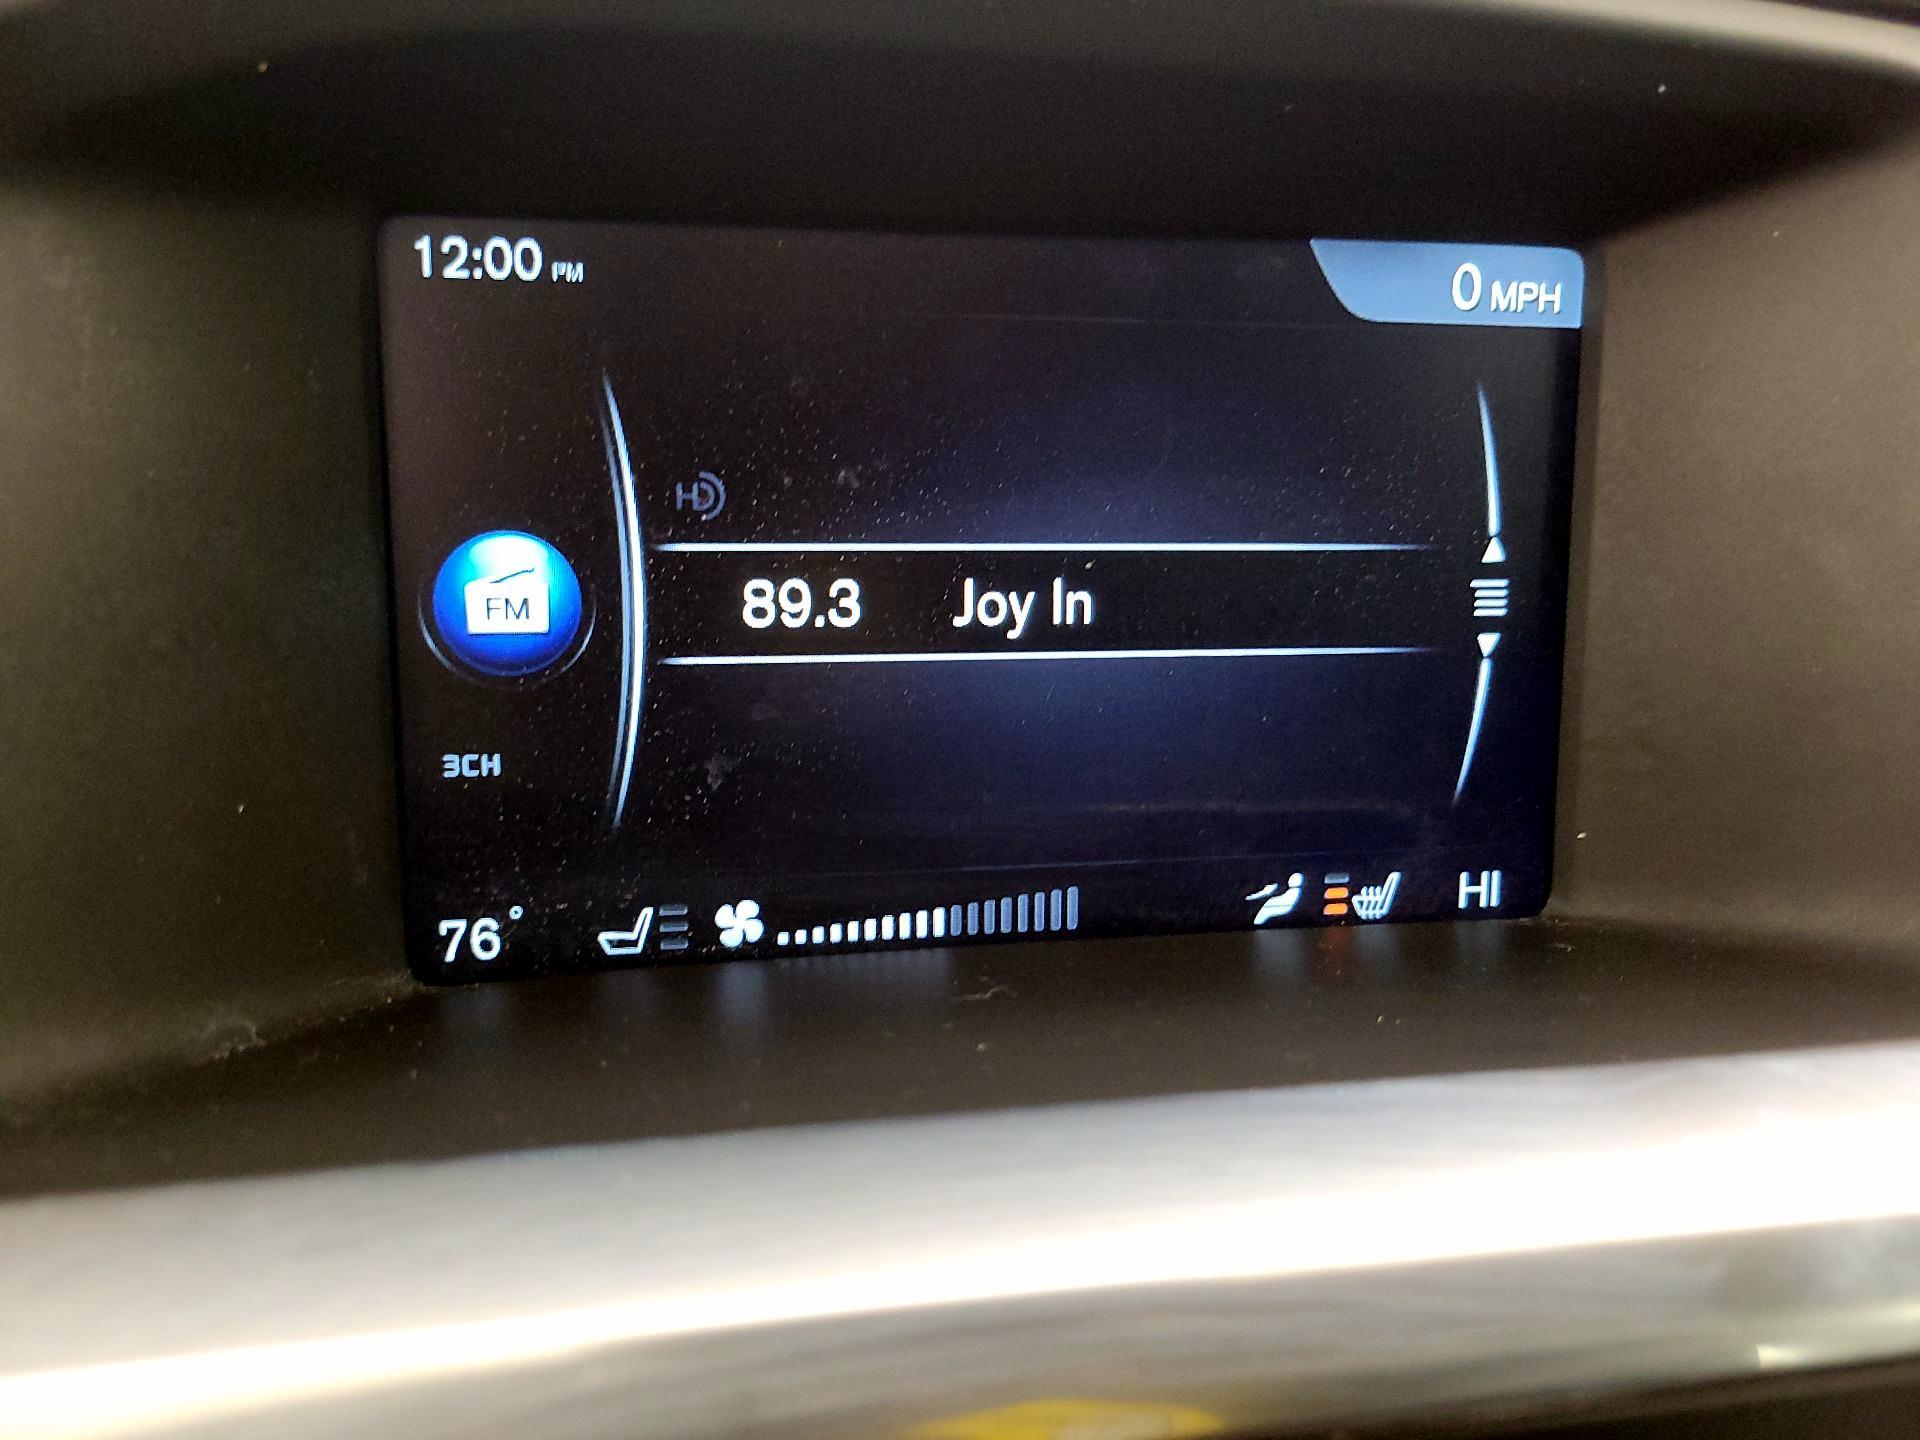 12:00 PM
0 MPH
HD
89.3 Joy In
FM
3CH
76°
HI